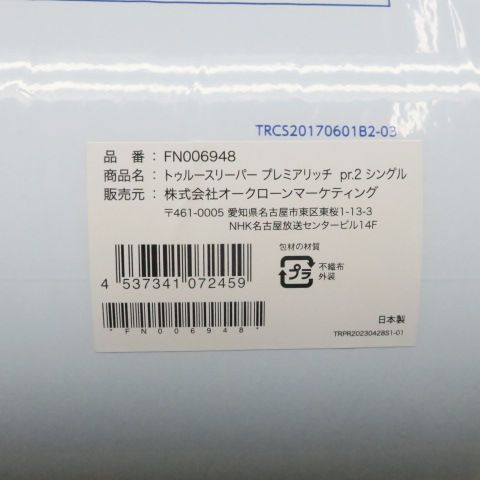 TRCS20170601B2-03
品 番：FN006948
商品名：トゥルースリーパー プレミアリッチ pr.2 シングル
販売元：株式会社オークローンマーケティング
〒461-0005 愛知県名古屋市東区東桜1-13-3
NHK名古屋放送センタービル14F
包材の材質
プラ
不織布
外装
4 537341 072459
*FN006948*
日本製
TRPR20230428S1-01